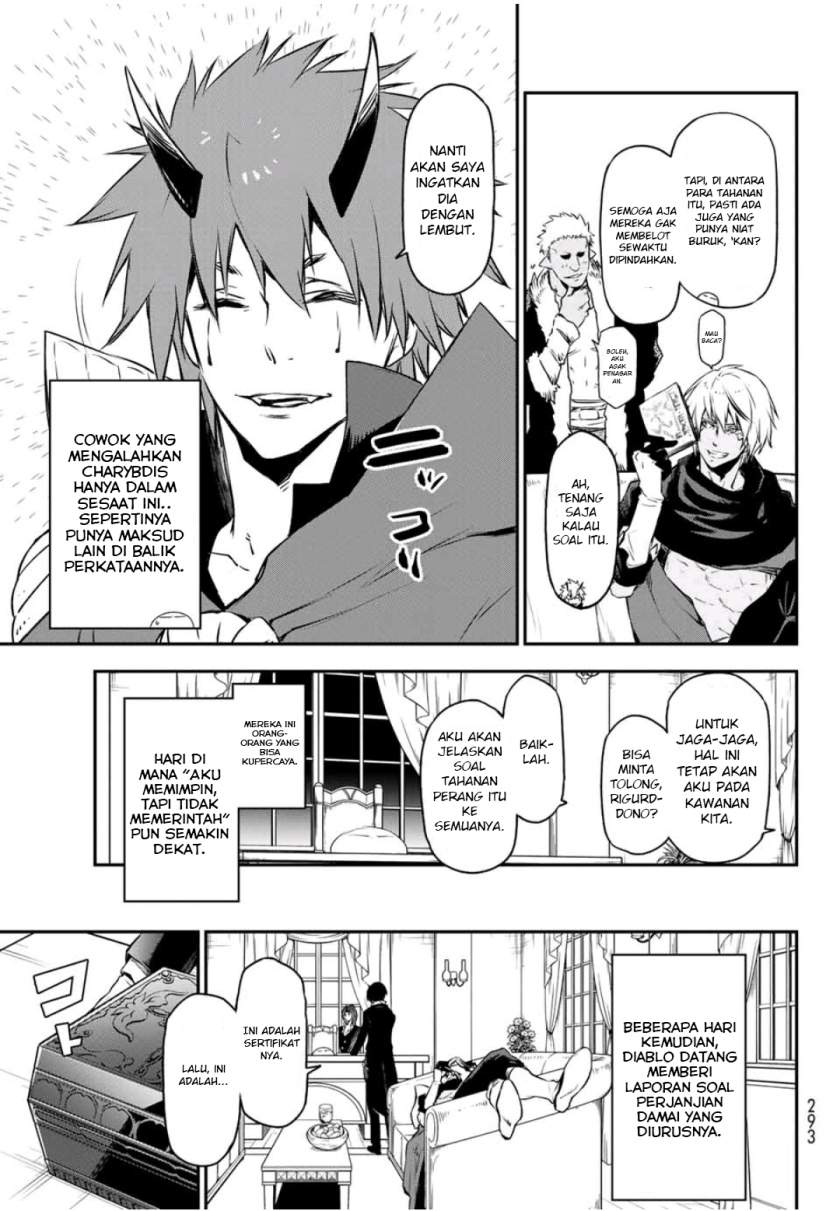 TAPI, DI ANTARA
PARA TAHANAN
ITU, PASTI ADA
JUGA YANG
PUNYA NIAT
BURUK, 'KAN?
SEMOGA AJA
MEREKA GAK
MEMBELOT
SEWAKTU
DIPINDAHKAN.
MAU
BACA?
BOLEH,
AKU
AGAK
PENASAR
AN.
AH,
TENANG
SAJA
KALAU
SOAL ITU.
NANTI
AKAN SAYA
INGATKAN
DIA
DENGAN
LEMBUT.
ニコ
COWOK YANG
MENGALAHKAN
CHARYBDIS
HANYA DALAM
SESAAT INI..
SEPERTINYA
PUNYA MAKSUD
LAIN DI BALIK
PERKATAANNYA.
UNTUK
JAGA-JAGA,
HAL INI
TETAP AKAN
AKU PADA
KAWANAN
KITA.
BISA
MINTA
TOLONG,
RIGURD-
DONO?
BAIK-
LAH.
AKU AKAN
JELASKAN
SOAL
TAHANAN
PERANG ITU
KE
SEMUANYA.
MEREKA INI
ORANG-
ORANG YANG
BISA
KUPERCAYA.
HARI DI
MANA "AKU
MEMIMPIN,
TAPI TIDAK
MEMERINTAH"
PUN SEMAKIN
DEKAT.
BEBERAPA HARI
KEMUDIAN,
DIABLO DATANG
MEMBERI
LAPORAN SOAL
PERJANJIAN
DAMAI YANG
DIURUSNYA.
INI ADALAH
SERTIFIKAT
NYA.
LALU, INI
ADALAH...
コト
293